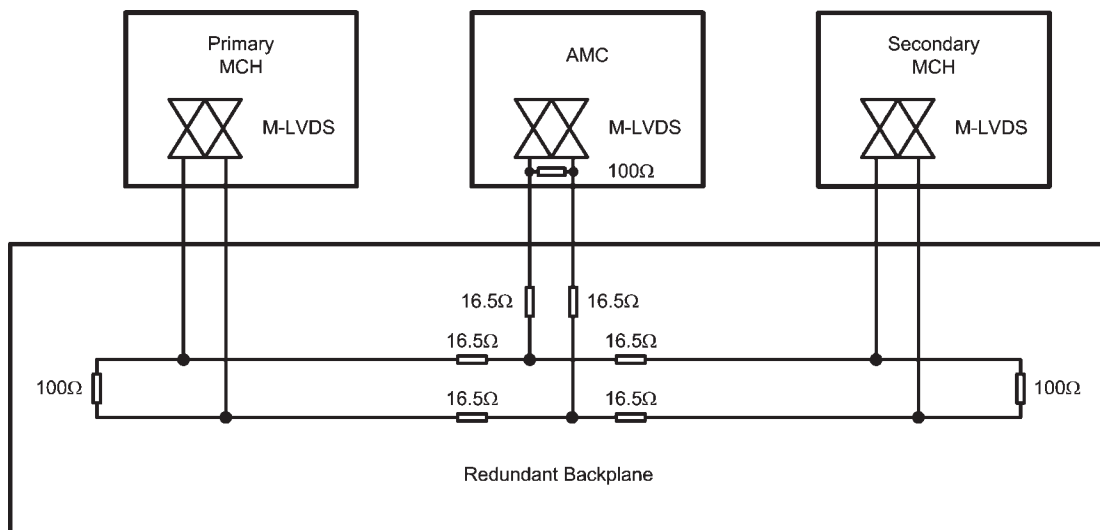 Primary
MCH
M-LVDS
AMC
M-LVDS
100Ω
Secondary
MCH
M-LVDS
16.5Ω
16.5Ω
16.5Ω
16.5Ω
100Ω
100Ω
16.5Ω
16.5Ω
Redundant Backplane